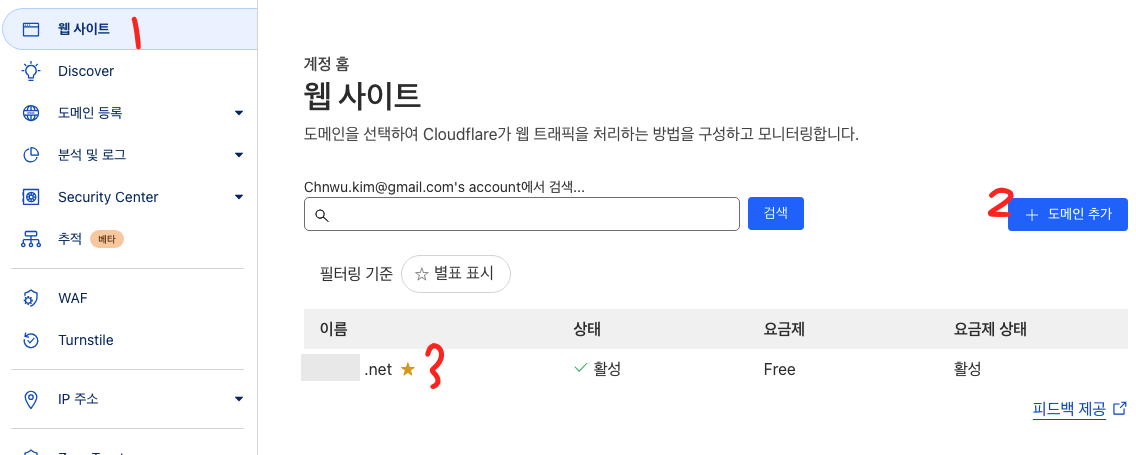 웹 사이트 1
Discover
도메인 등록
분석 및 로그
Security Center
추적 베타
WAF
Turnstile
IP 주소
계정 홈
웹 사이트
도메인을 선택하여 Cloudflare가 웹 트래픽을 처리하는 방법을 구성하고 모니터링합니다.
Chnwu.kim@gmail.com's account에서 검색...
검색
2 + 도메인 추가
필터링 기준 ☆ 별표 표시
이름 상태 요금제 요금제 상태
.net ★ 3 ✓ 활성 Free 활성
피드백 제공